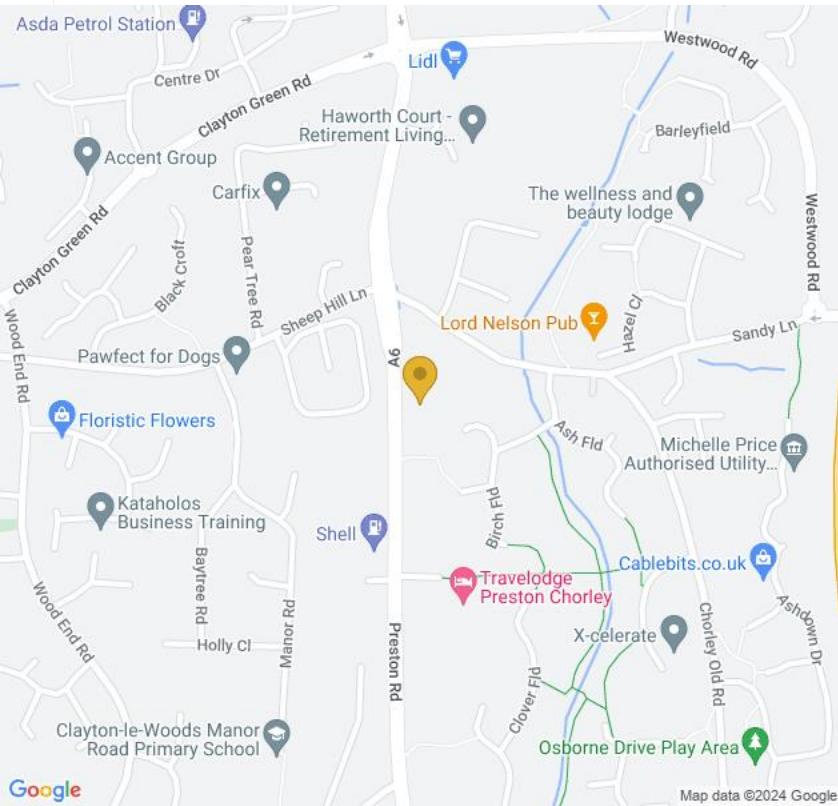 Asda Petrol Station
Westwood Rd
Centre Dr
Lidl
Clayton Green Rd
Haworth Court -
Retirement Living...
Barleyfield
Accent Group
Carfix
The wellness and
beauty lodge
Westwood Rd
Clayton Green Rd
Black Croft
Pear Tree Rd
Sheep Hill Ln
Lord Nelson Pub
Hazel Cl
Sandy Ln
Wood End Rd
Pawfect for Dogs
A6
Floristic Flowers
Ash Fld
Michelle Price
Authorised Utility...
Kataholos
Business Training
Birch Fld
Shell
Baytree Rd
Travelodge
Preston Chorley
Cablebits.co.uk
Wood End Rd
Holly Cl
Manor Rd
Preston Rd
X-celerate
Chorley Old Rd
Ashdown Dr
Clover Fld
Clayton-le-Woods Manor
Road Primary School
Osborne Drive Play Area
Google
Map data ©2024 Google